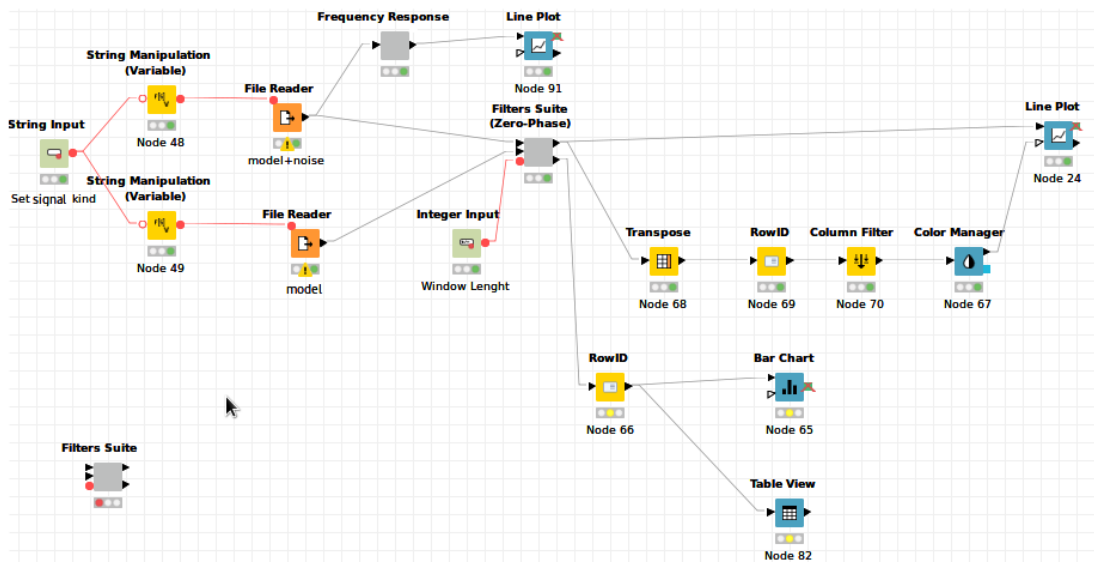 Frequency Response
Line Plot
Node 91
String Manipulation
(Variable)
Node 48
File Reader
model+noise
String Input
Set signal kind
String Manipulation
(Variable)
Node 49
File Reader
model
Filters Suite
(Zero-Phase)
Integer Input
Window Lenght
Line Plot
Node 24
Transpose
Node 68
RowID
Node 69
Column Filter
Node 70
Color Manager
Node 67
RowID
Node 66
Bar Chart
Node 65
Filters Suite
Table View
Node 82